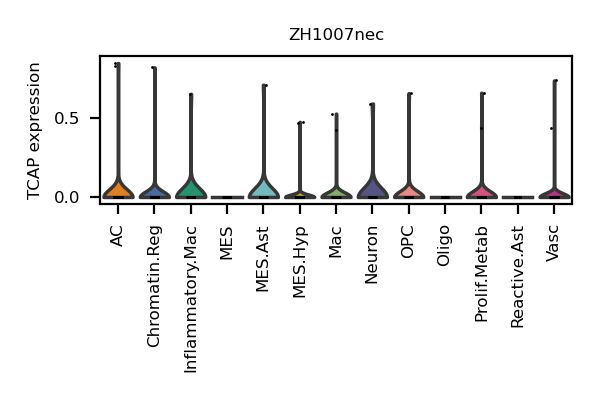 ZH1007nec
TCAP expression
0.5
0.0
AC
Chromatin.Reg
Inflammatory.Mac
MES
MES.Ast
MES.Hyp
Mac
Neuron
OPC
Oligo
Prolif.Metab
Reactive.Ast
Vasc